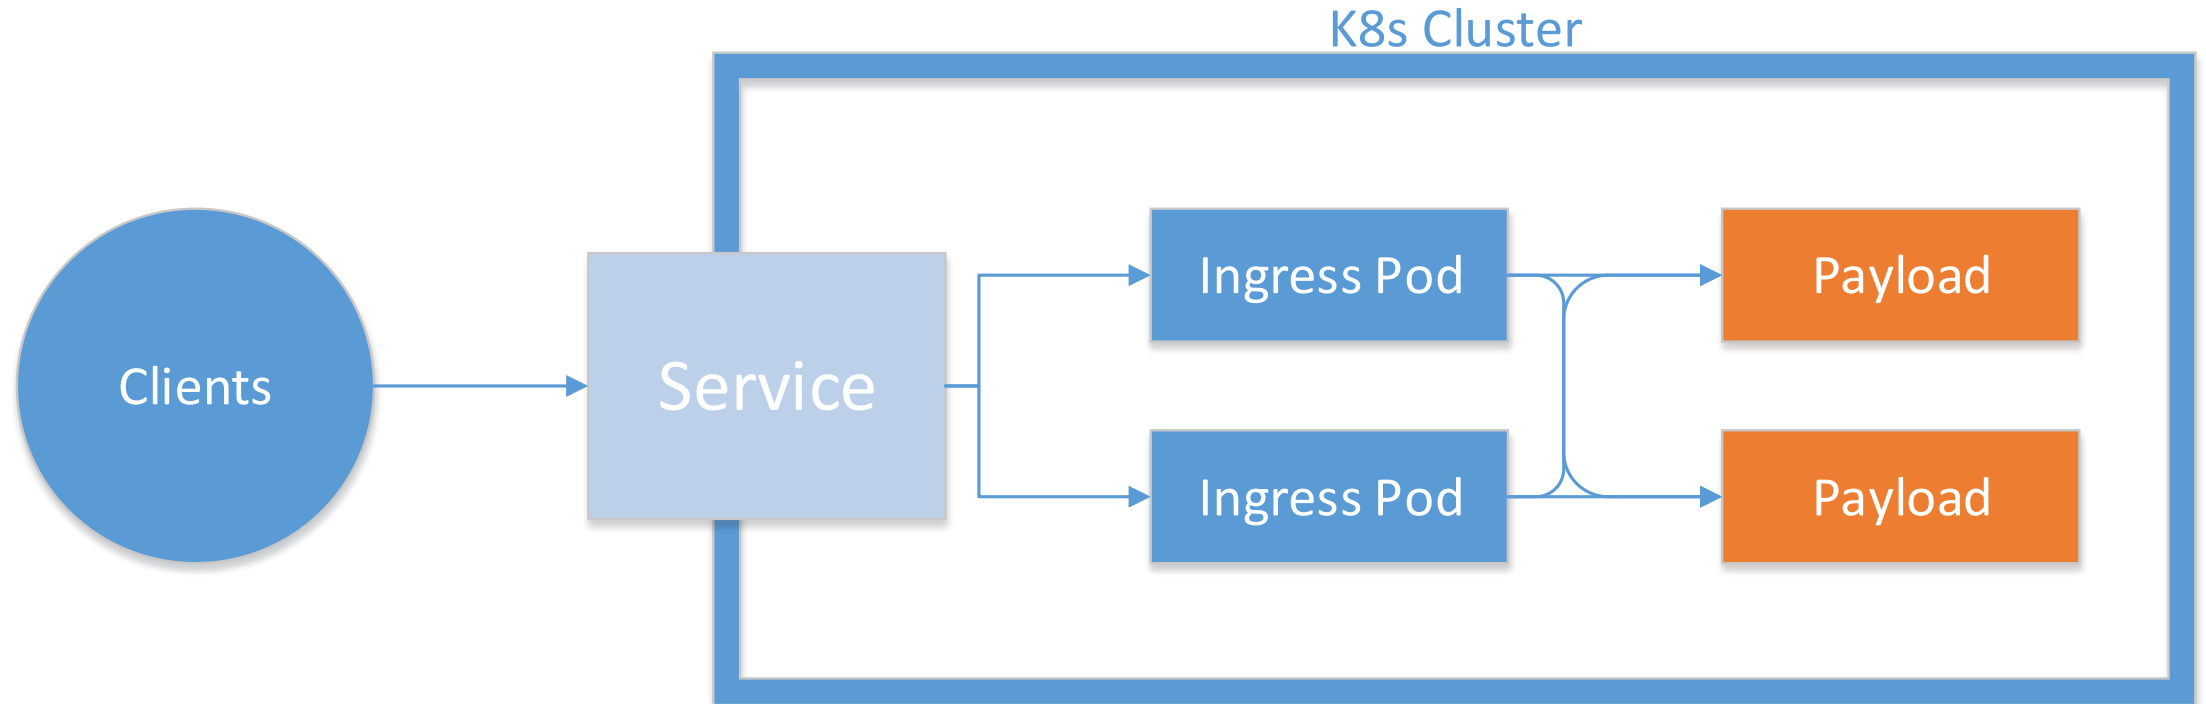 K8s Cluster
Clients
Service
Ingress Pod
Payload
Ingress Pod
Payload